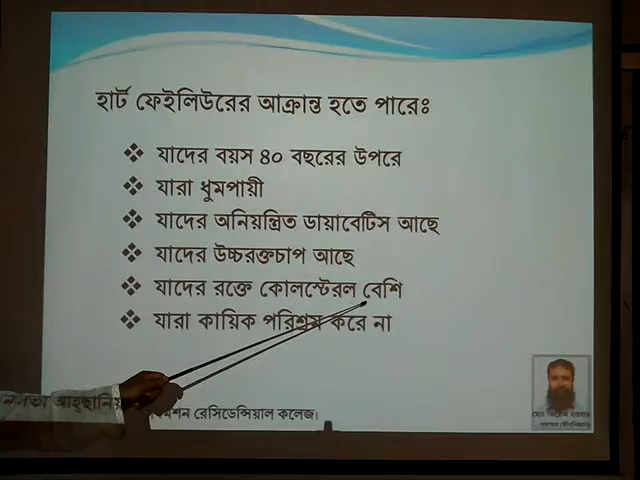 হার্ট ফেইলিউরের আক্রান্ত হতে পারেঃ
❖ যাদের বয়স ৪০ বছরের উপরে
❖ যারা ধুমপায়ী
❖ যাদের অনিয়ন্ত্রিত ডায়াবেটিস আছে
❖ যাদের উচ্চরক্তচাপ আছে
❖ যাদের রক্তে কোলস্টেরল বেশি
❖ যারা কায়িক পরিশ্রম করে না
আহ্ছানিয়া রেসিডেন্সিয়াল কলেজ।